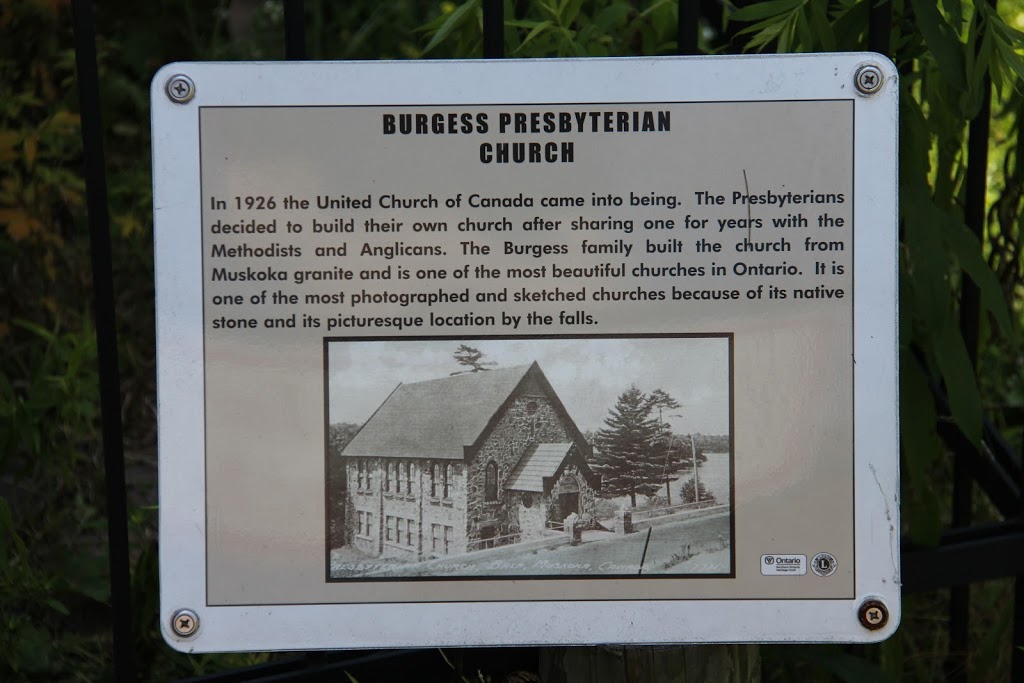 BURGESS PRESBYTERIAN
CHURCH
In 1926 the United Church of Canada came into being. The Presbyterians
decided to build their own church after sharing one for years with the
Methodists and Anglicans. The Burgess family built the church from
Muskoka granite and is one of the most beautiful churches in Ontario. It is
one of the most photographed and sketched churches because of its native
stone and its picturesque location by the falls.
PRESBYTERIAN CHURCH, BALA, MUSKOKA, CANADA
Ontario
L